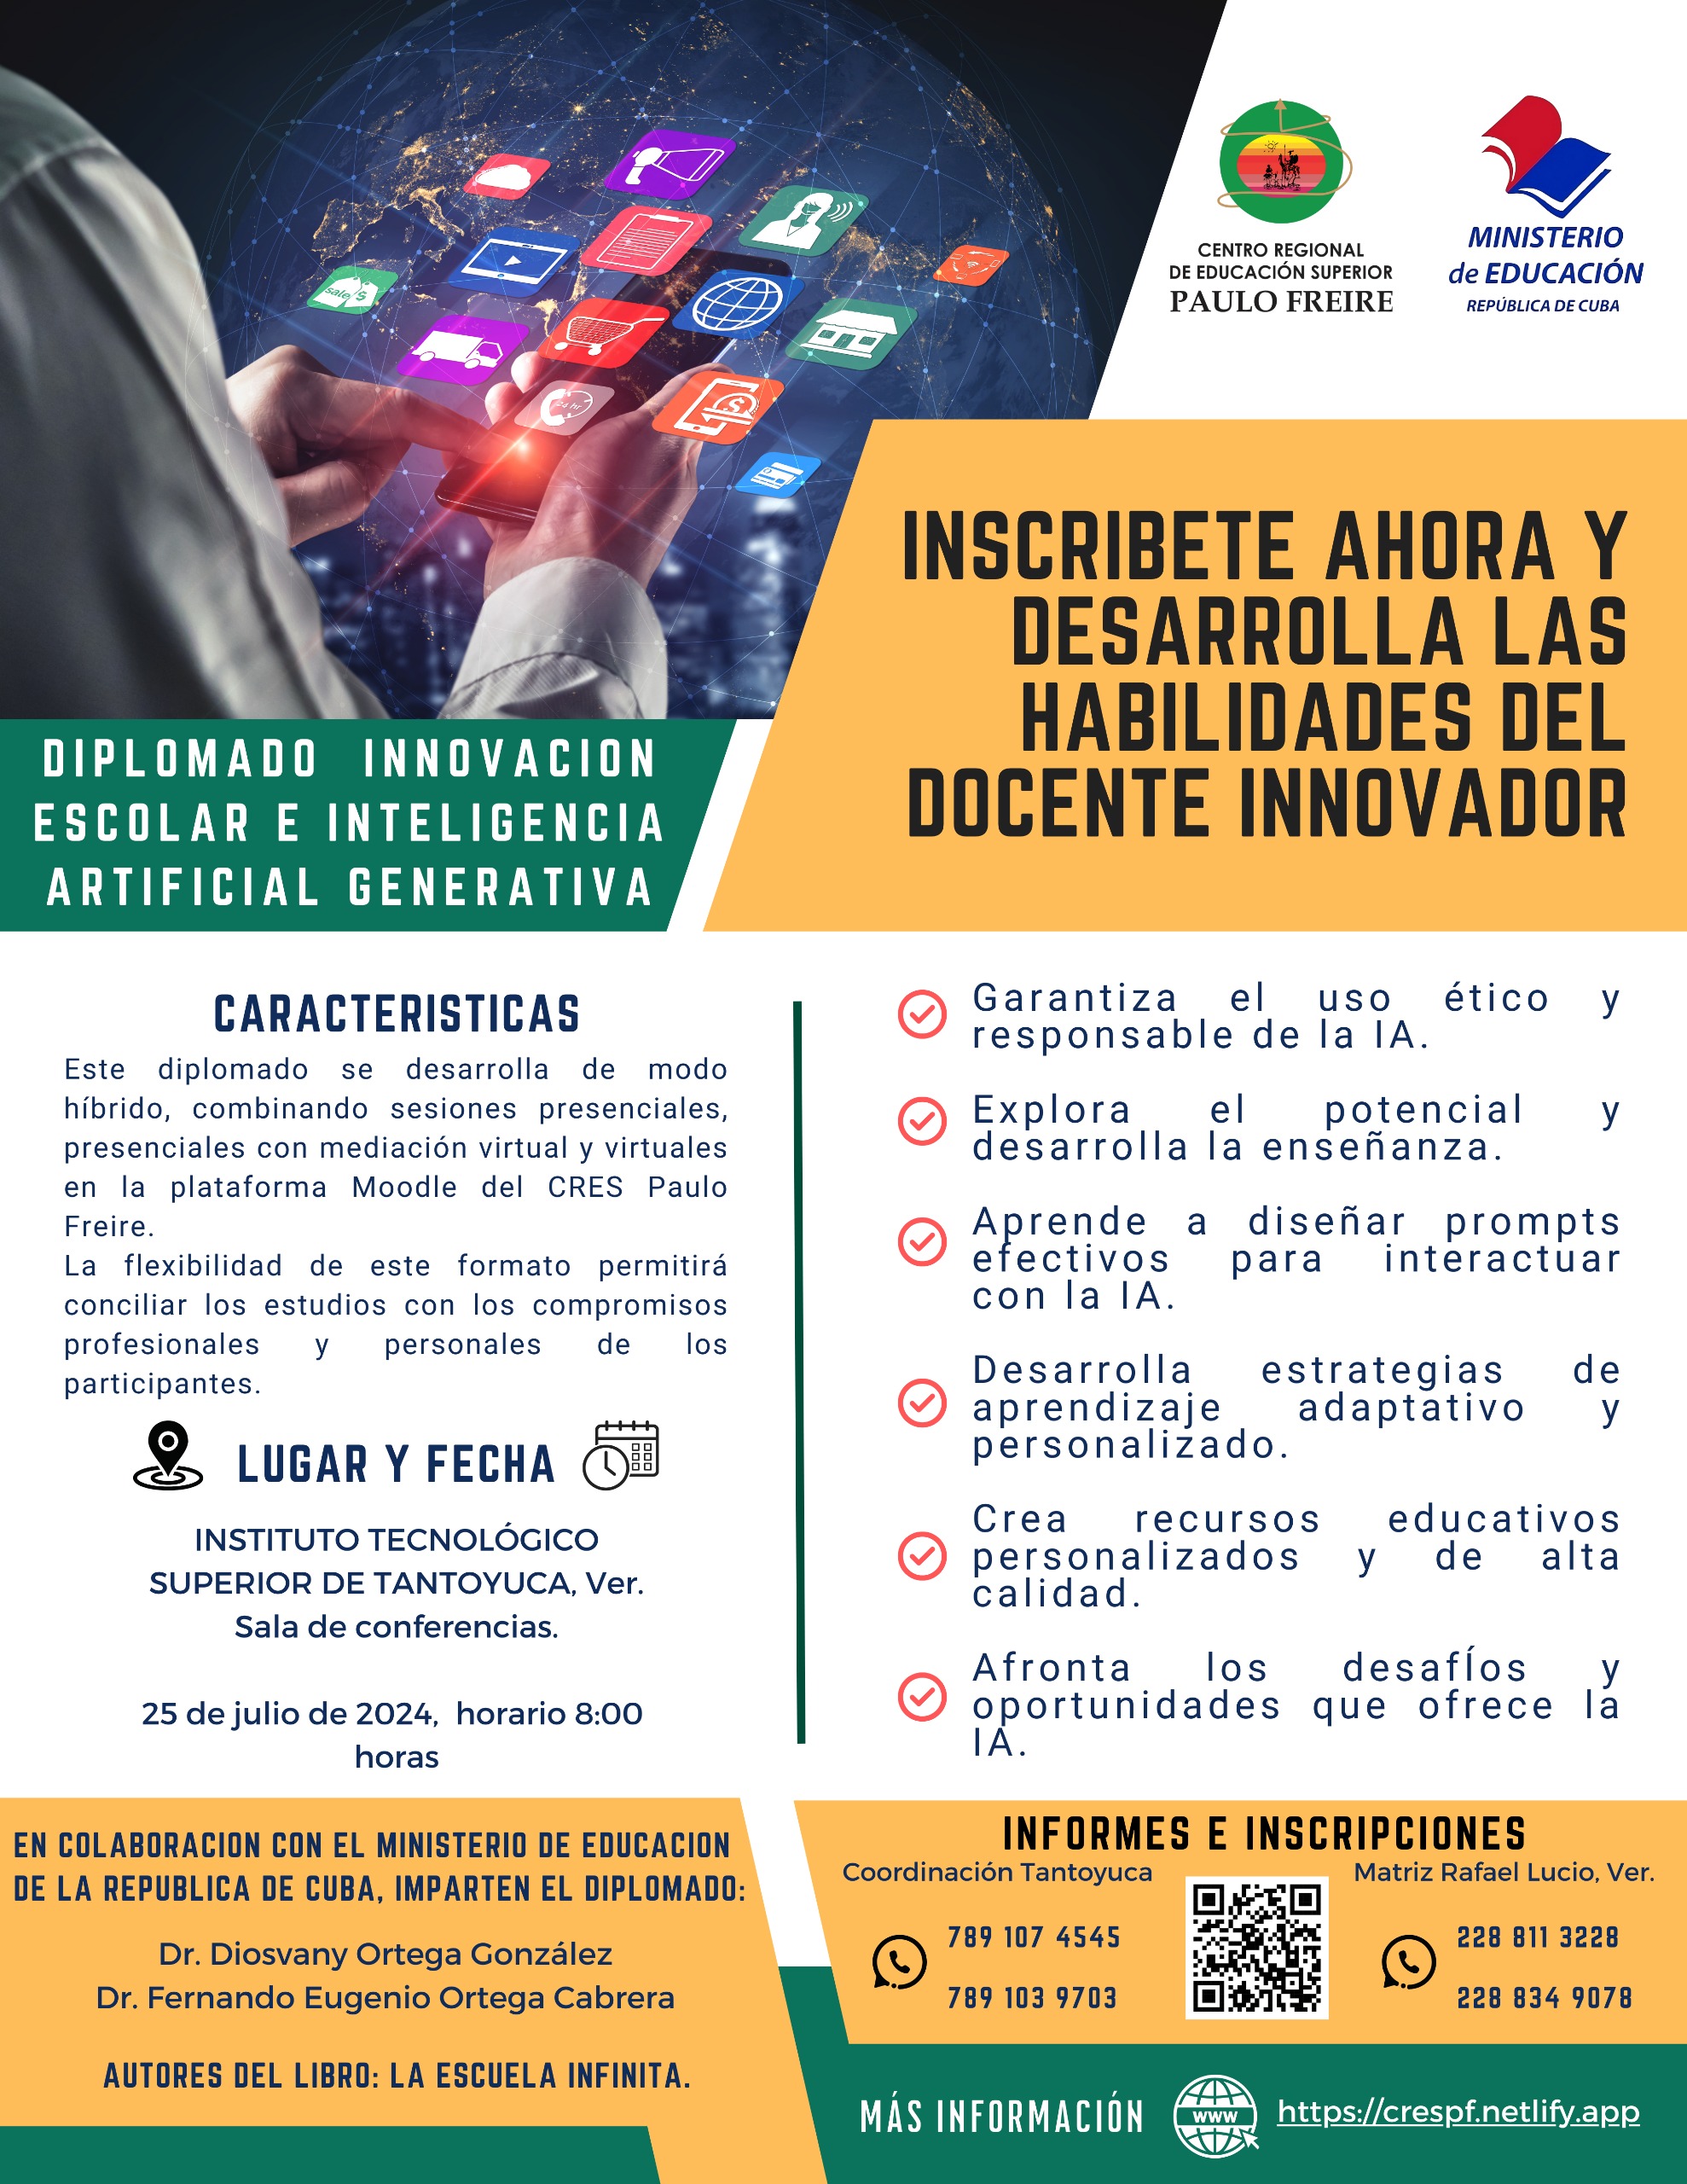 sale $
24 hr
CENTRO REGIONAL
DE EDUCACIÓN SUPERIOR
PAULO FREIRE
MINISTERIO
de EDUCACIÓN
REPÚBLICA DE CUBA
INSCRIBETE AHORA Y
DESARROLLA LAS
HABILIDADES DEL
DOCENTE INNOVADOR
DIPLOMADO INNOVACION
ESCOLAR E INTELIGENCIA
ARTIFICIAL GENERATIVA
CARACTERISTICAS
Este diplomado se desarrolla de modo
híbrido, combinando sesiones presenciales,
presenciales con mediación virtual y virtuales
en la plataforma Moodle del CRES Paulo
Freire.
La flexibilidad de este formato permitirá
conciliar los estudios con los compromisos
profesionales y personales de los
participantes.
LUGAR Y FECHA
INSTITUTO TECNOLÓGICO
SUPERIOR DE TANTOYUCA, Ver.
Sala de conferencias.
25 de julio de 2024, horario 8:00
horas
Garantiza el uso ético y
responsable de la IA.
Explora el potencial y
desarrolla la enseñanza.
Aprende a diseñar prompts
efectivos para interactuar
con la IA.
Desarrolla estrategias de
aprendizaje adaptativo y
personalizado.
Crea recursos educativos
personalizados y de alta
calidad.
Afronta los desafÍos y
oportunidades que ofrece la
IA.
EN COLABORACION CON EL MINISTERIO DE EDUCACION
DE LA REPUBLICA DE CUBA, IMPARTEN EL DIPLOMADO:
Dr. Diosvany Ortega González
Dr. Fernando Eugenio Ortega Cabrera
AUTORES DEL LIBRO: LA ESCUELA INFINITA.
INFORMES E INSCRIPCIONES
Coordinación Tantoyuca
789 107 4545
789 103 9703
Matriz Rafael Lucio, Ver.
228 811 3228
228 834 9078
MÁS INFORMACIÓN
www
https://crespf.netlify.app